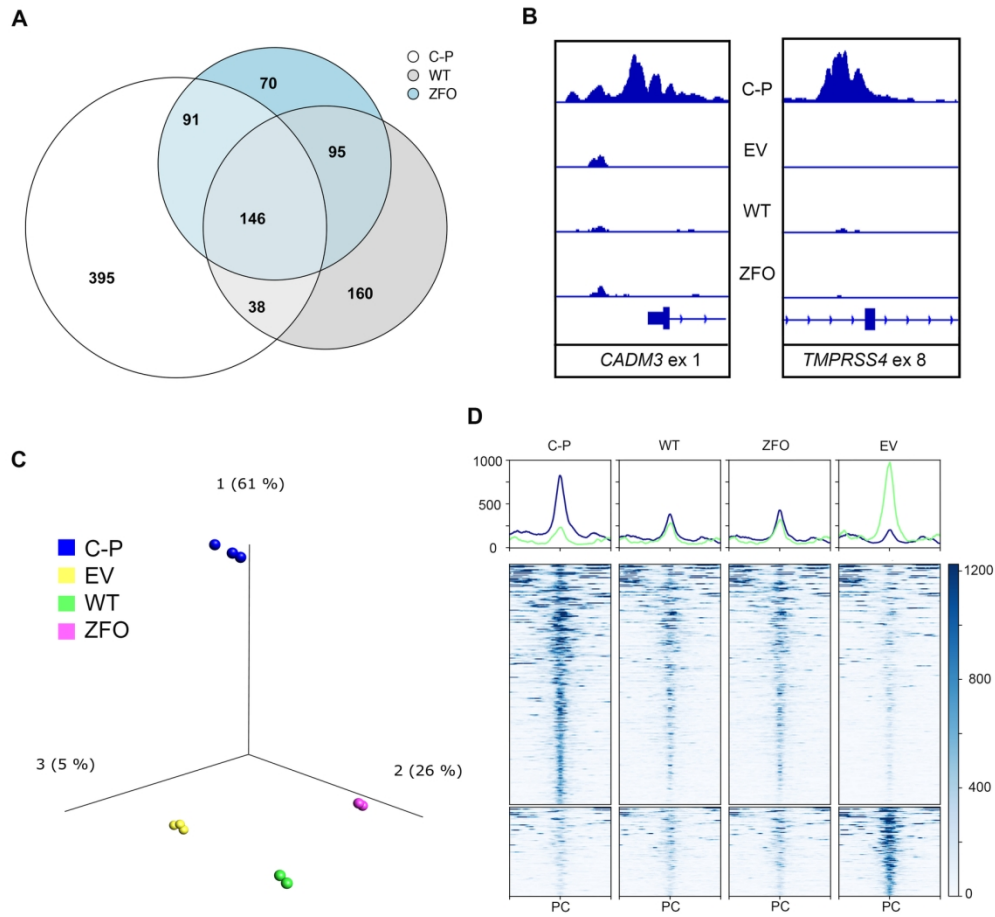 A
C-P
WT
ZFO
70
91
95
146
395
38
160
B
C-P
EV
WT
ZFO
CADM3 ex 1
TMPRSS4 ex 8
C
1 (61 %)
C-P
EV
WT
ZFO
3 (5 %)
2 (26 %)
D
C-P WT ZFO EV
1000
500
0
1200
800
400
0
PC PC PC PC